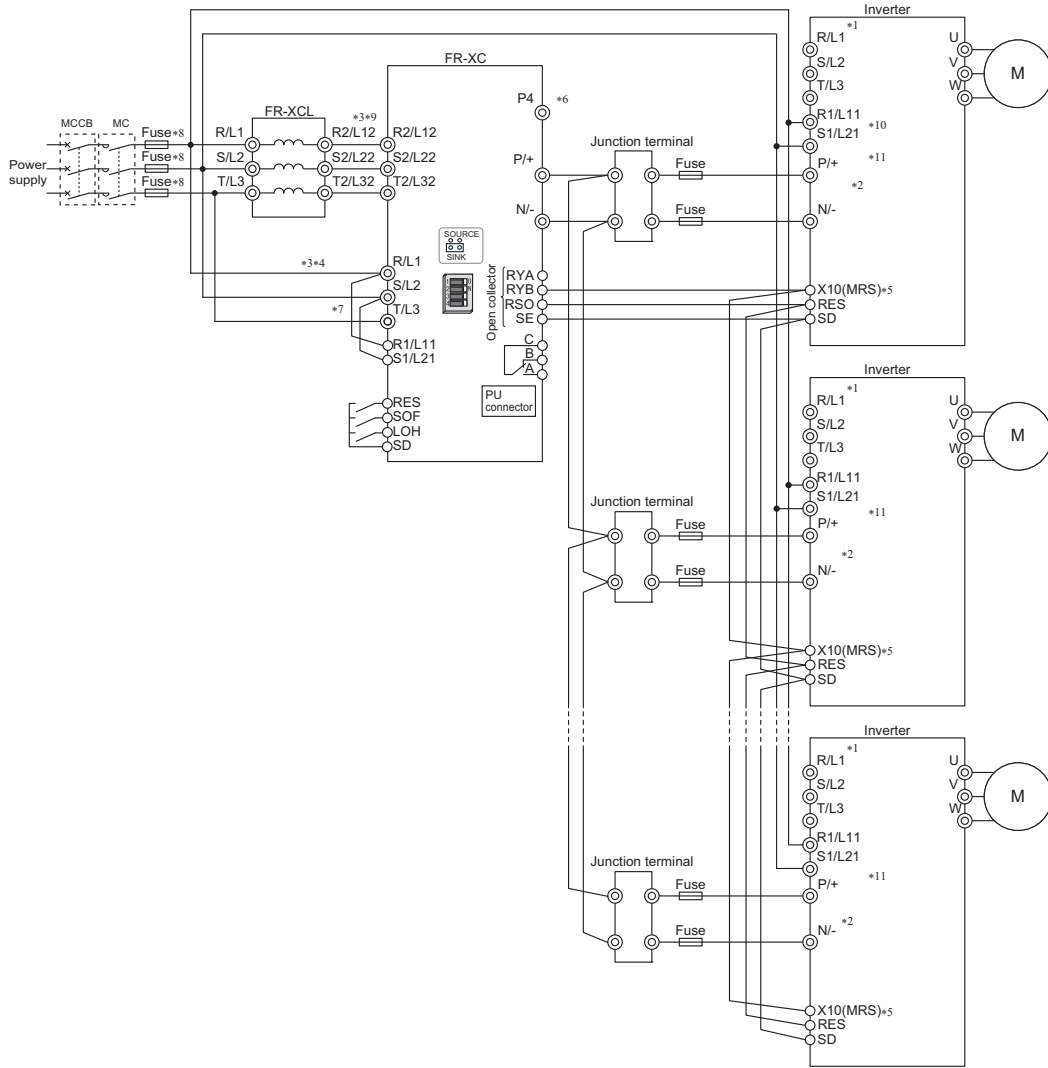 Inverter
R/L1 *1
S/L2
T/L3
R1/L11
S1/L21 *10
P/+ *11
*2
N/-
X10(MRS)*5
RES
SD
U
V
W
M
FR-XC
P4 *6
P/+
N/-
R2/L12
S2/L22
T2/L32
SOURCE
SINK
*3*4
R/L1
S/L2
*7
T/L3
R1/L11
S1/L21
RES
SOF
LOH
SD
Open collector
RYA
RYB
RSO
SE
C
B
A
PU
connector
FR-XCL
*3*9
R/L1
S/L2
T/L3
R2/L12
S2/L22
T2/L32
MCCB
MC
Fuse*8
Fuse*8
Fuse*8
Power
supply
Junction terminal
Fuse
Fuse
Inverter
R/L1 *1
S/L2
T/L3
R1/L11
S1/L21
P/+ *11
N/- *2
X10(MRS)*5
RES
SD
U
V
W
M
Junction terminal
Fuse
Fuse
Inverter
R/L1 *1
S/L2
T/L3
R1/L11
S1/L21
P/+ *11
N/- *2
X10(MRS)*5
RES
SD
U
V
W
M
Junction terminal
Fuse
Fuse